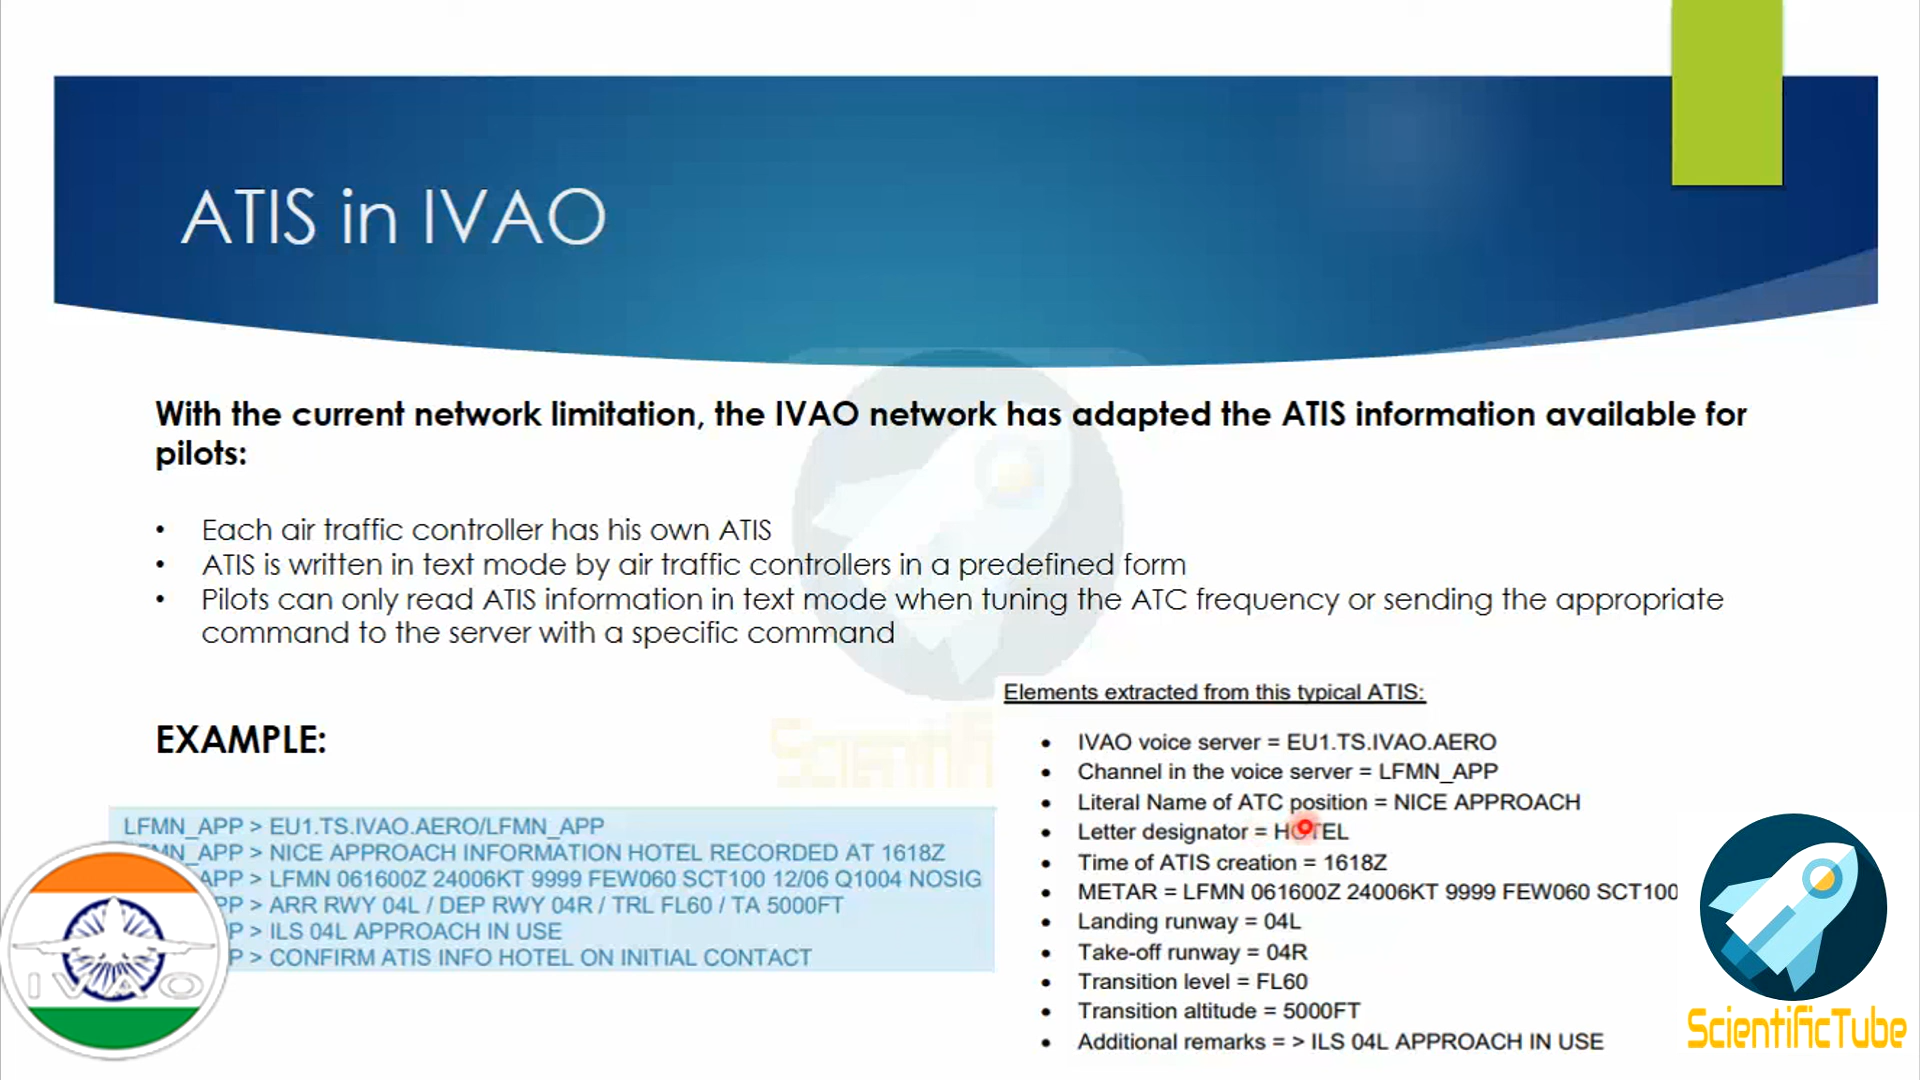 ATIS in IVAO
With the current network limitation, the IVAO network has adapted the ATIS information available for
pilots:
• Each air traffic controller has his own ATIS
• ATIS is written in text mode by air traffic controllers in a predefined form
• Pilots can only read ATIS information in text mode when tuning the ATC frequency or sending the appropriate
command to the server with a specific command
EXAMPLE:
LFMN_APP > EU1.TS.IVAO.AERO/LFMN_APP
MN_APP > NICE APPROACH INFORMATION HOTEL RECORDED AT 1618Z
APP > LFMN 061600Z 24006KT 9999 FEW060 SCT100 12/06 Q1004 NOSIG
PP > ARR RWY 04L / DEP RWY 04R / TRL FL60 / TA 5000FT
P > ILS 04L APPROACH IN USE
P > CONFIRM ATIS INFO HOTEL ON INITIAL CONTACT
Elements extracted from this typical ATIS:
• IVAO voice server = EU1.TS.IVAO.AERO
• Channel in the voice server = LFMN_APP
• Literal Name of ATC position = NICE APPROACH
• Letter designator = HOTEL
• Time of ATIS creation = 1618Z
• METAR = LFMN 061600Z 24006KT 9999 FEW060 SCT100
• Landing runway = 04L
• Take-off runway = 04R
• Transition level = FL60
• Transition altitude = 5000FT
• Additional remarks = > ILS 04L APPROACH IN USE
IVAO
Scientifi
ScientificTube